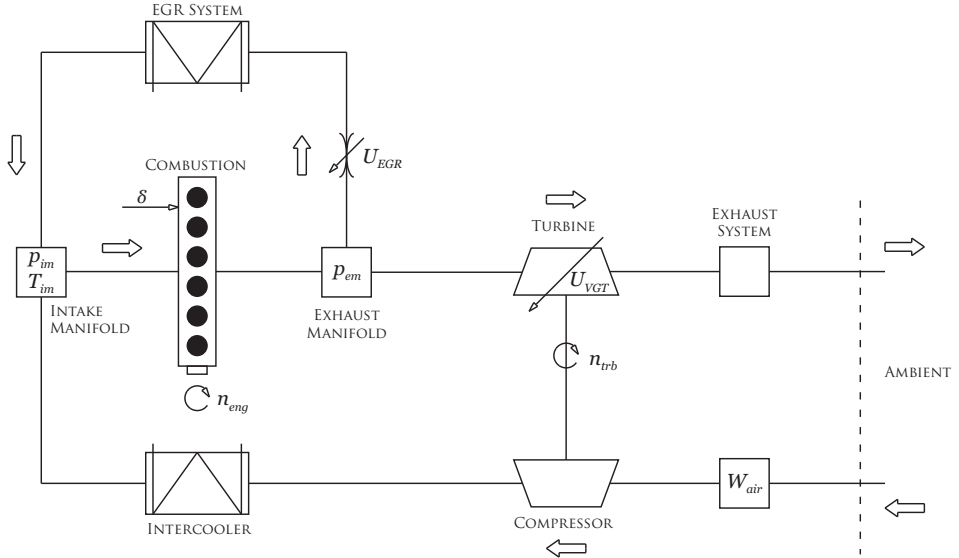 EGR System
U_EGR
Combustion
δ
Turbine
Exhaust
System
p_im
T_im
p_em
U_VGT
Intake
Manifold
Exhaust
Manifold
n_trb
Ambient
n_eng
W_air
Intercooler
Compressor